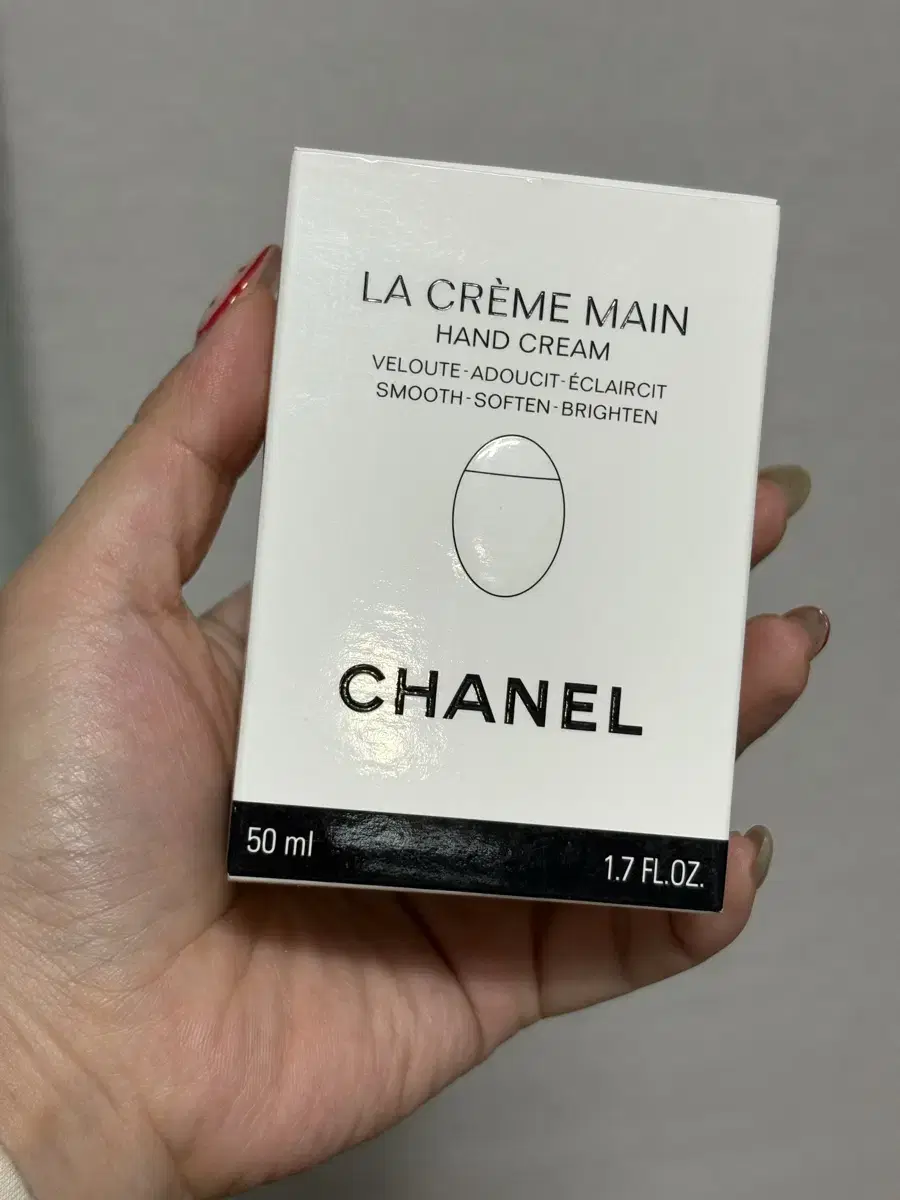 LA CRÈME MAIN
HAND CREAM
VELOUTE-ADOUCIT-ÉCLAIRCIT
SMOOTH-SOFTEN-BRIGHTEN
CHANEL
50 ml
1.7 FL.OZ.